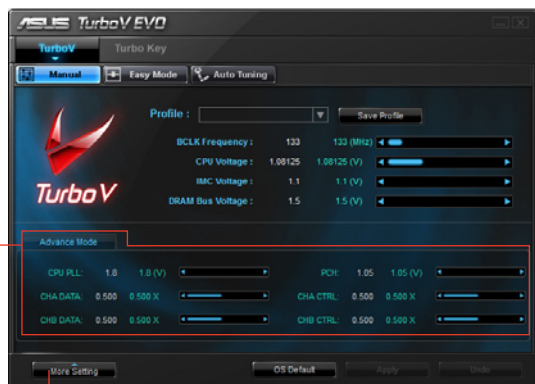 ASUS TurboV EVO
TurboV Turbo Key
Manual Easy Mode Auto Tuning
Profile : Save Profile
BCLK Frequency : 133 133 (MHz)
CPU Voltage : 1.08125 1.08125 (V)
IMC Voltage : 1.1 1.1 (V)
DRAM Bus Voltage : 1.5 1.5 (V)
TurboV
Advance Mode
CPU PLL: 1.8 1.8 (V) PCH: 1.05 1.05 (V)
CHA DATA: 0.500 0.500 X CHA CTRL: 0.500 0.500 X
CHB DATA: 0.500 0.500 X CHB CTRL: 0.500 0.500 X
More Setting OS Default Apply Undo